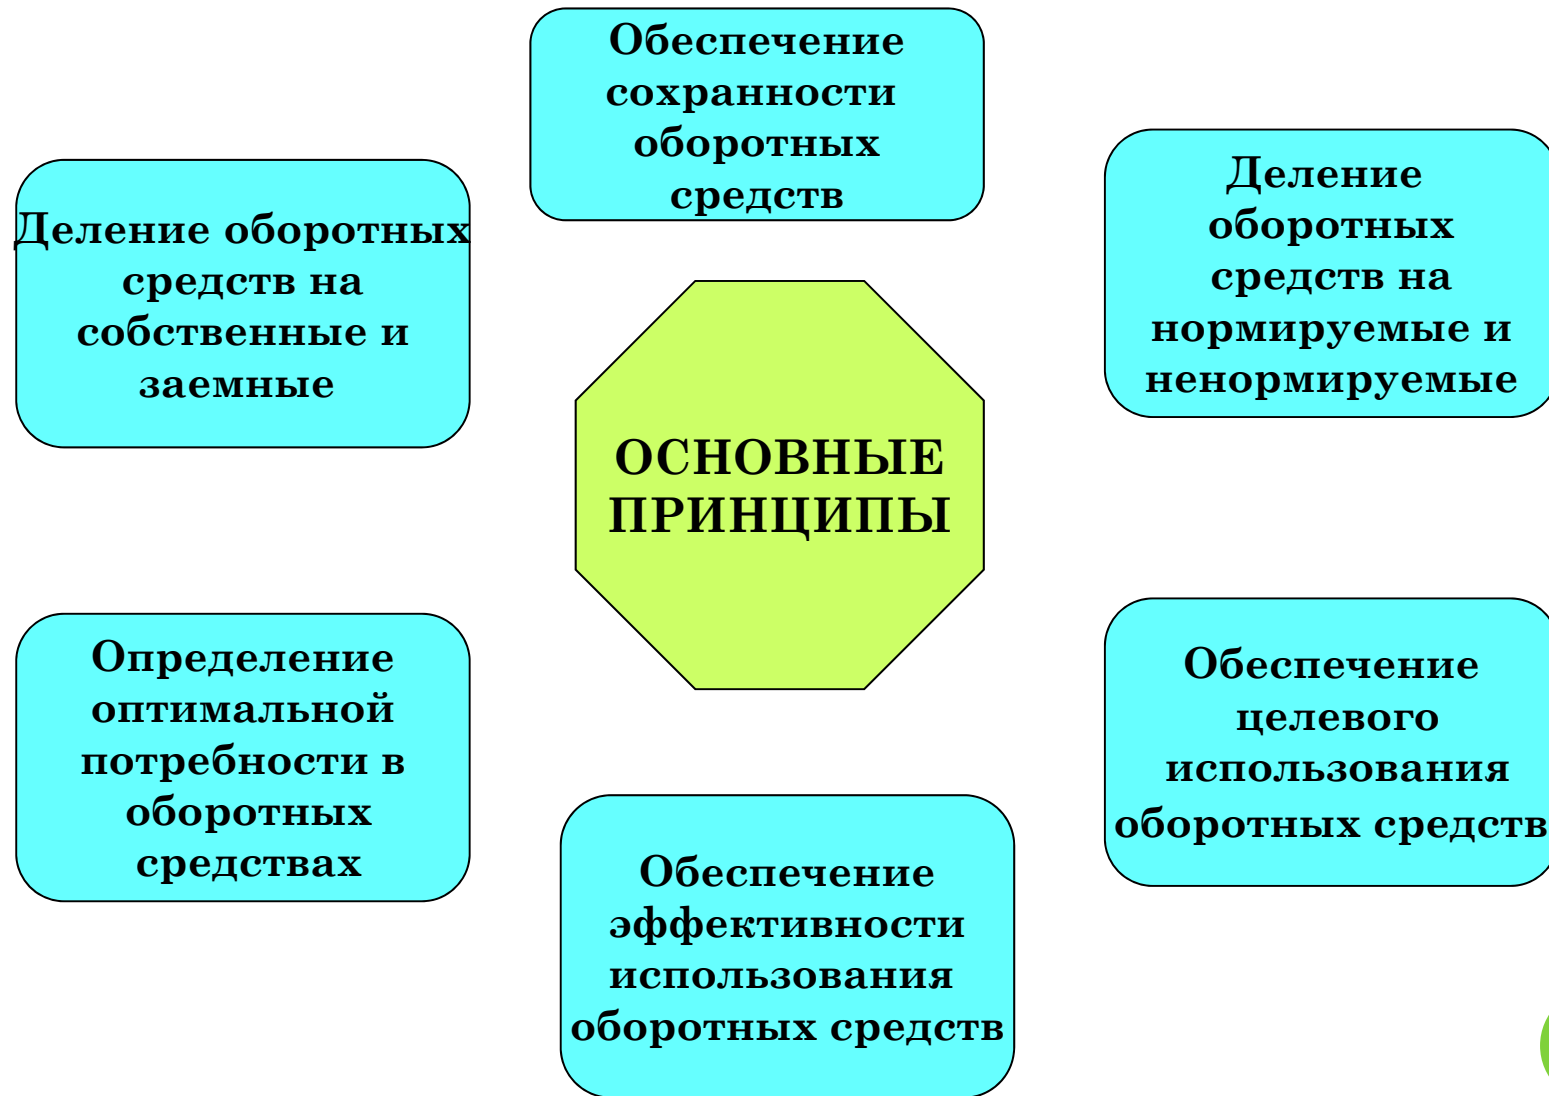 Обеспечение
сохранности
оборотных
средств
Деление оборотных
средств на
собственные и
заемные
Деление
оборотных
средств на
нормируемые и
ненормируемые
ОСНОВНЫЕ
ПРИНЦИПЫ
Определение
оптимальной
потребности в
оборотных
средствах
Обеспечение
целевого
использования
оборотных средств
Обеспечение
эффективности
использования
оборотных средств